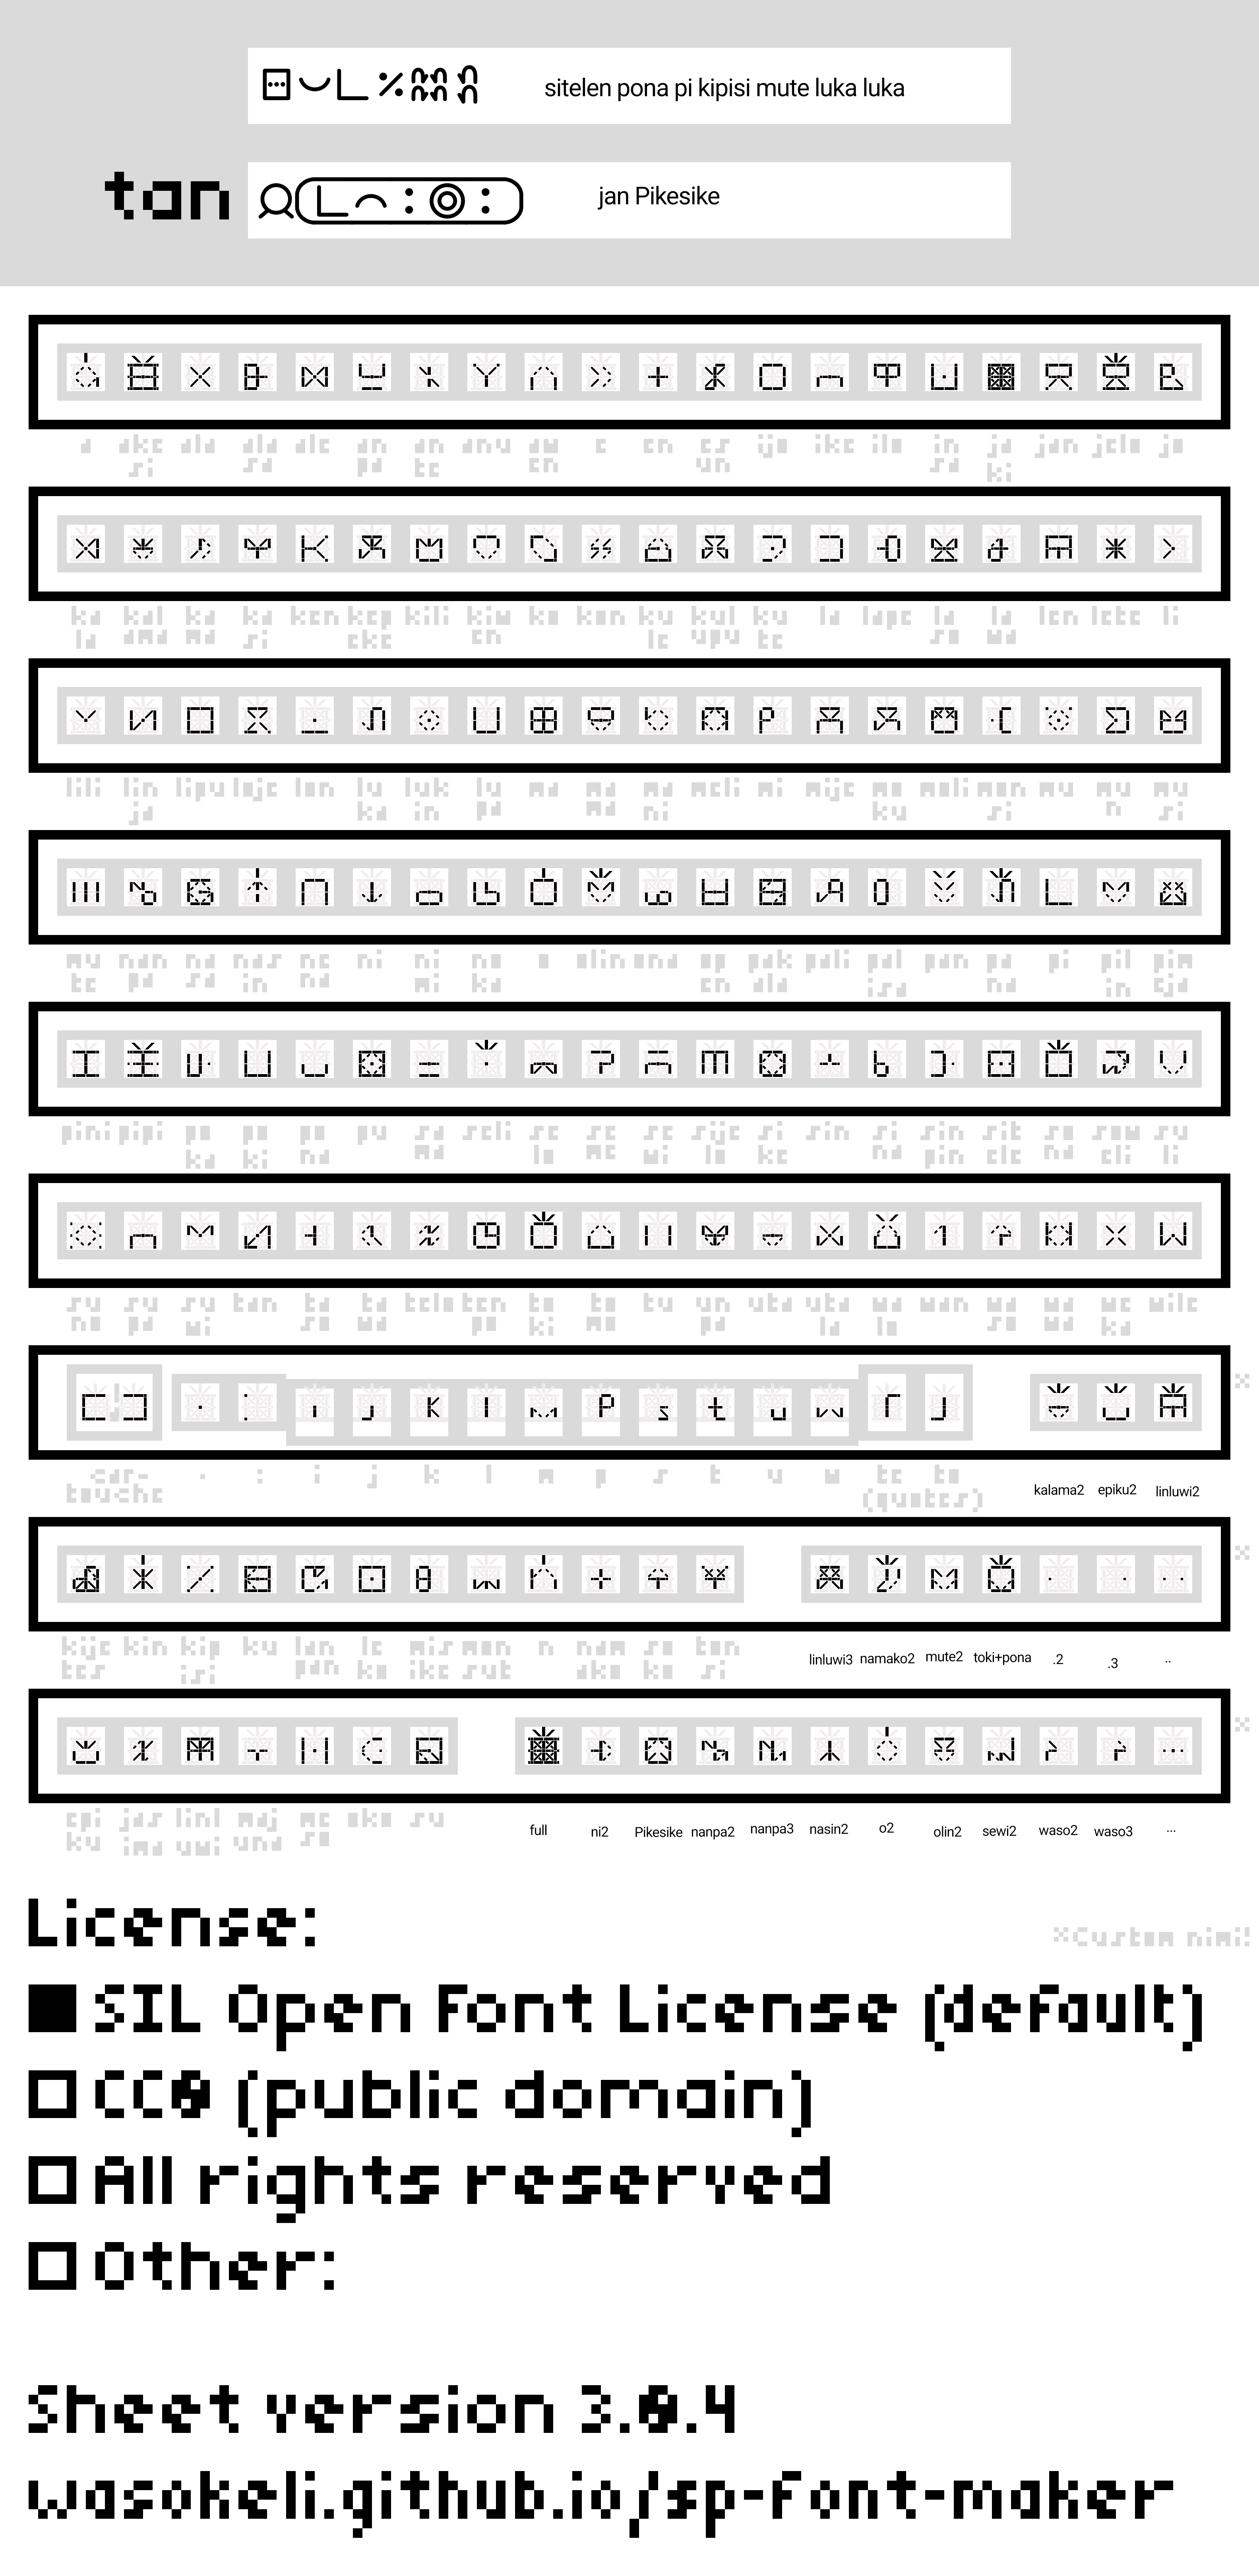 sitelen pona pi kipisi mute luka luka
tan jan Pikesike
a akesi ala alasa ale anpa ante anu awen e en esun ijo ike ilo insa jaki jan jelo jo
kala kalama kama kasi ken kepeke kili kiwen ko kon kule kulupu kute la lape laso lawa len lete li
lili linja lipu loje lon luka lukin lupa ma mama mani meli mi mije moku moli monsi mu mun musi
mute nanpa nasa nasin nena ni nimi noka o olin ona open pakala pali palisa pan pana pi pilin pimeja
pini pipi poka poki pona pu sama seli selo seme sewi sijelo sike sin sina sinpin sitele sona soweli suli
suno supa suwi tan taso tawa telo tenpo toki tomo tu unpa uta utala walo wan waso wawa weka wile
×
car-touche . : i j k l m p s t u w te to (quotes) kalama2 epiku2 linluwi2
×
kijetes kin kipisi ku lanpan leko misike monsut n namako soko tonsi linluwi3 namako2 mute2 toki+pona .2 .3 ..
×
epiku jasima linluwi majuna meso oko su full ni2 Pikesike nanpa2 nanpa3 nasin2 o2 olin2 sewi2 waso2 waso3 ...
License:
×Custom nimi!
SIL Open Font License (default)
CC0 (public domain)
All rights reserved
Other:
Sheet version 3.0.4
wasokeli.github.io/sp-font-maker